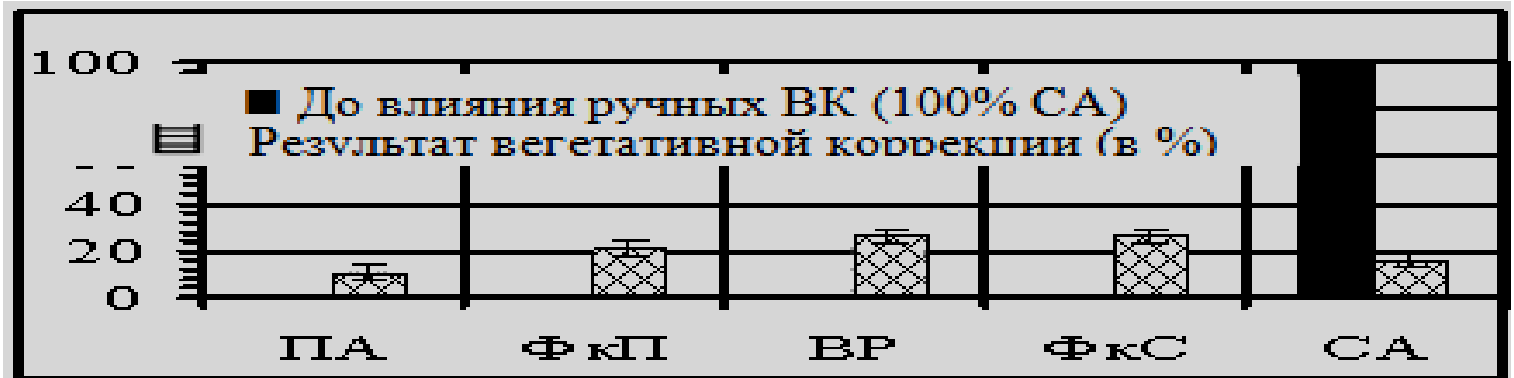 100
До влияния ручных ВК (100% СА)
Результат вегетативной коррекции (в %)
40
20
0
ПА ФкП ВР ФкС СА